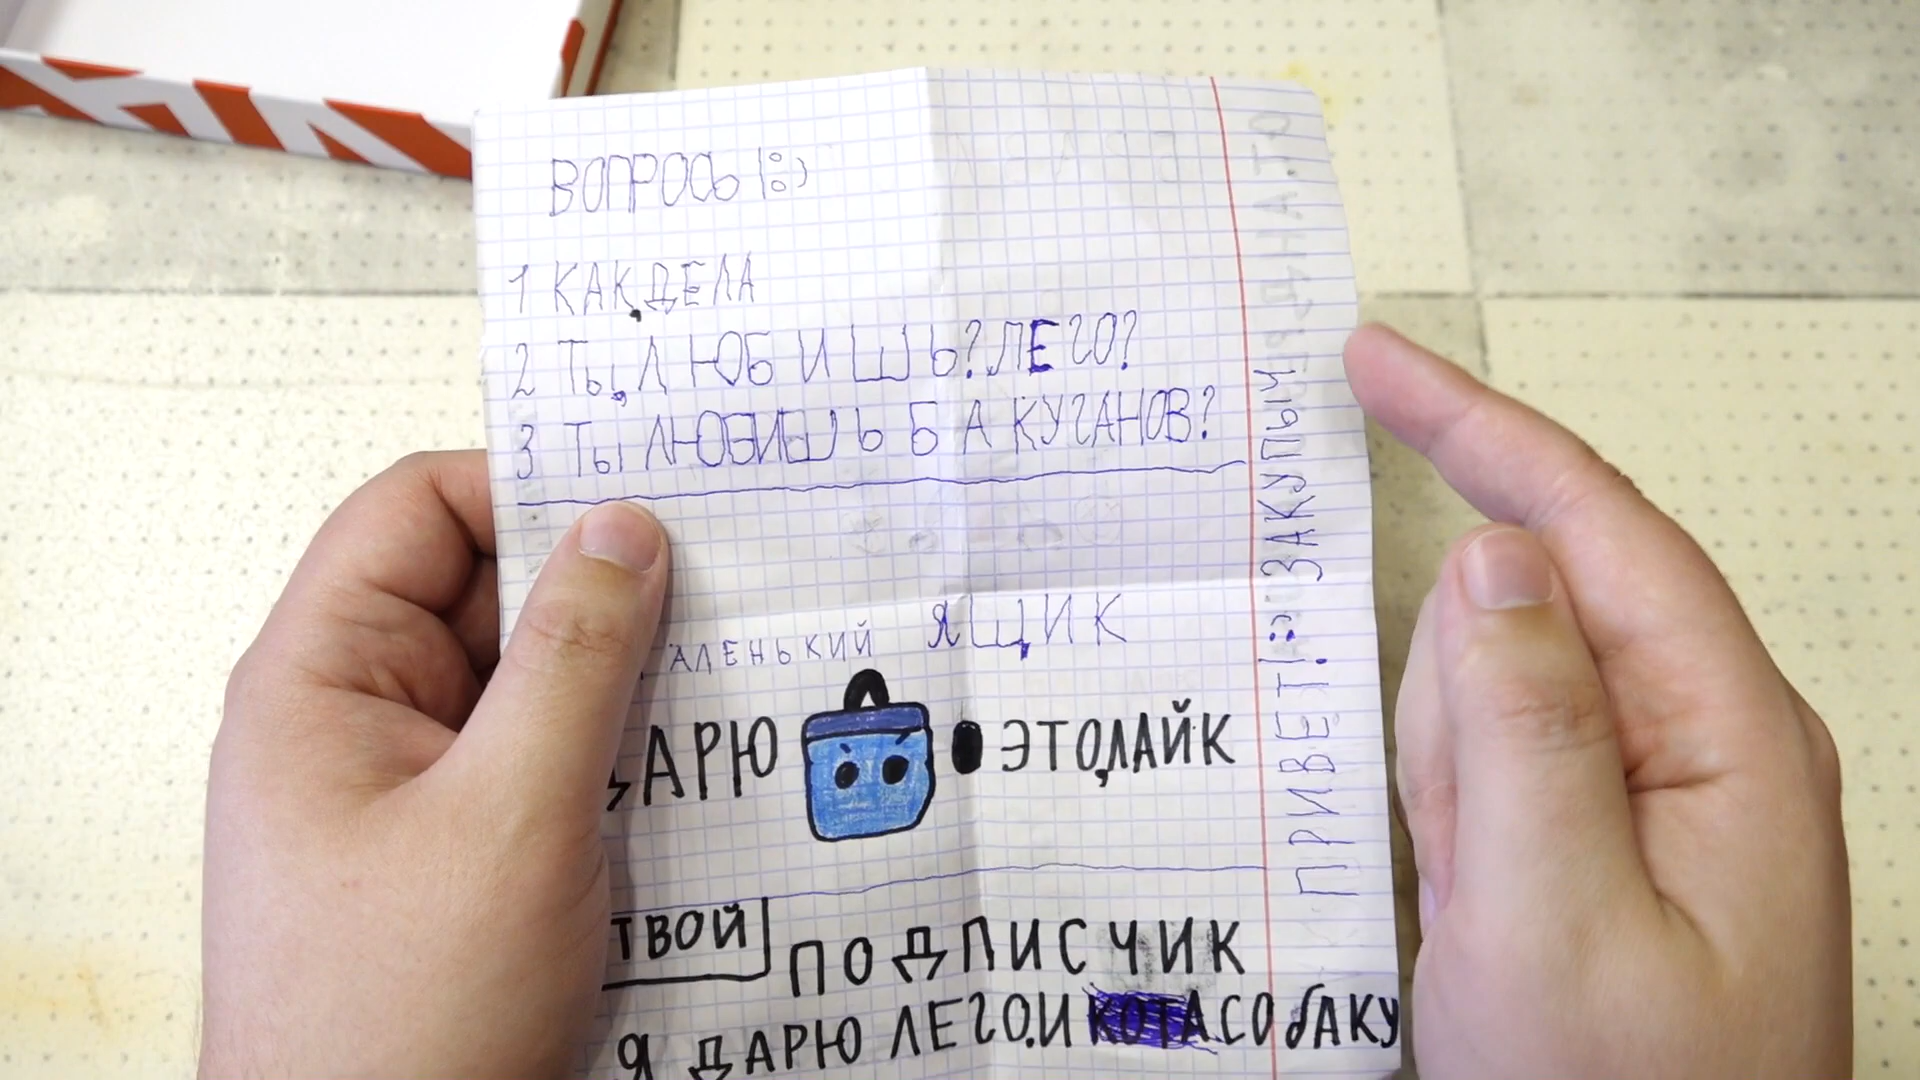 ВОПРОСЫ :)
1 КАК, ДЕЛА
2 ТЫ, ЛЮБИШЬ? ЛЕГО?
3 ТЫ ЛЮБИШЬ БАКУГАНОВ?
АЛЕНЬКИЙ ЯЩИК
ДАРЮ ЭТО, ЛАЙК
ТВОЙ ПОДПИСЧИК
Я ДАРЮ ЛЕГО. И КОТА СОБАКУ
ПРИВЕТ! :) ЗАКУПЫЧ